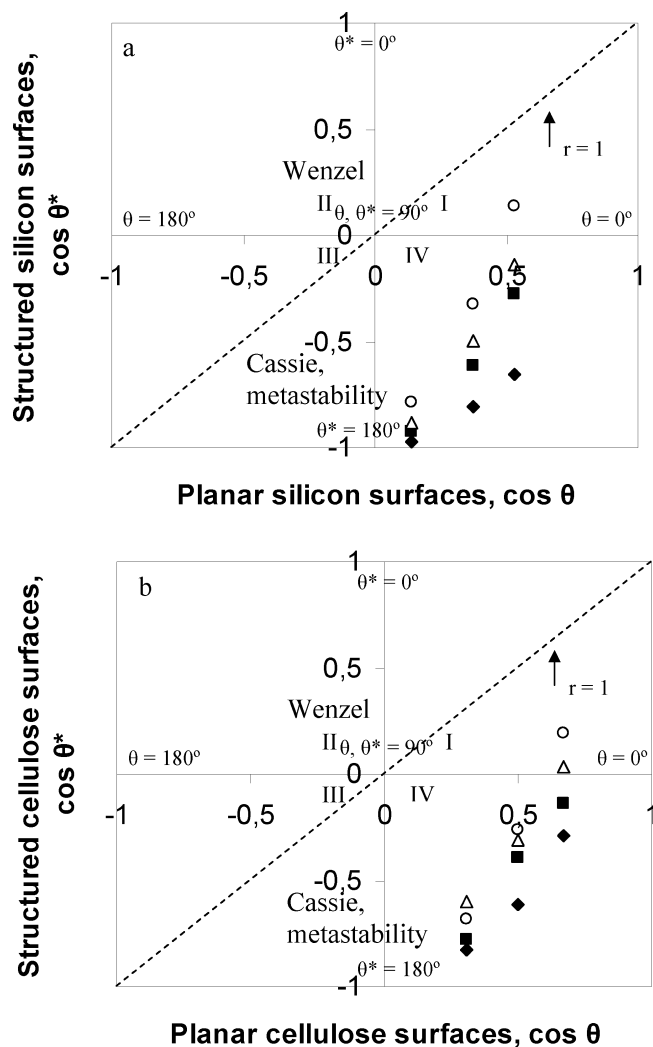 Structured silicon surfaces,
cos θ*
a
1
θ* = 0º
0,5
r = 1
Wenzel
II
θ, θ* = 90º
I
θ = 180º
0
θ=0º
III
IV
-1
-0,5
0
0,5
1
-0,5
Cassie,
metastability
θ* = 180º
-1
Planar silicon surfaces, cos θ
Structured cellulose surfaces,
cos θ*
b
1
θ* = 0º
0,5
r = 1
Wenzel
II
θ, θ* = 90º
I
θ = 180º
0
θ=0º
III
IV
-1
-0,5
0
0,5
1
-0,5
Cassie,
metastability
θ* = 180º
-1
Planar cellulose surfaces, cos θ